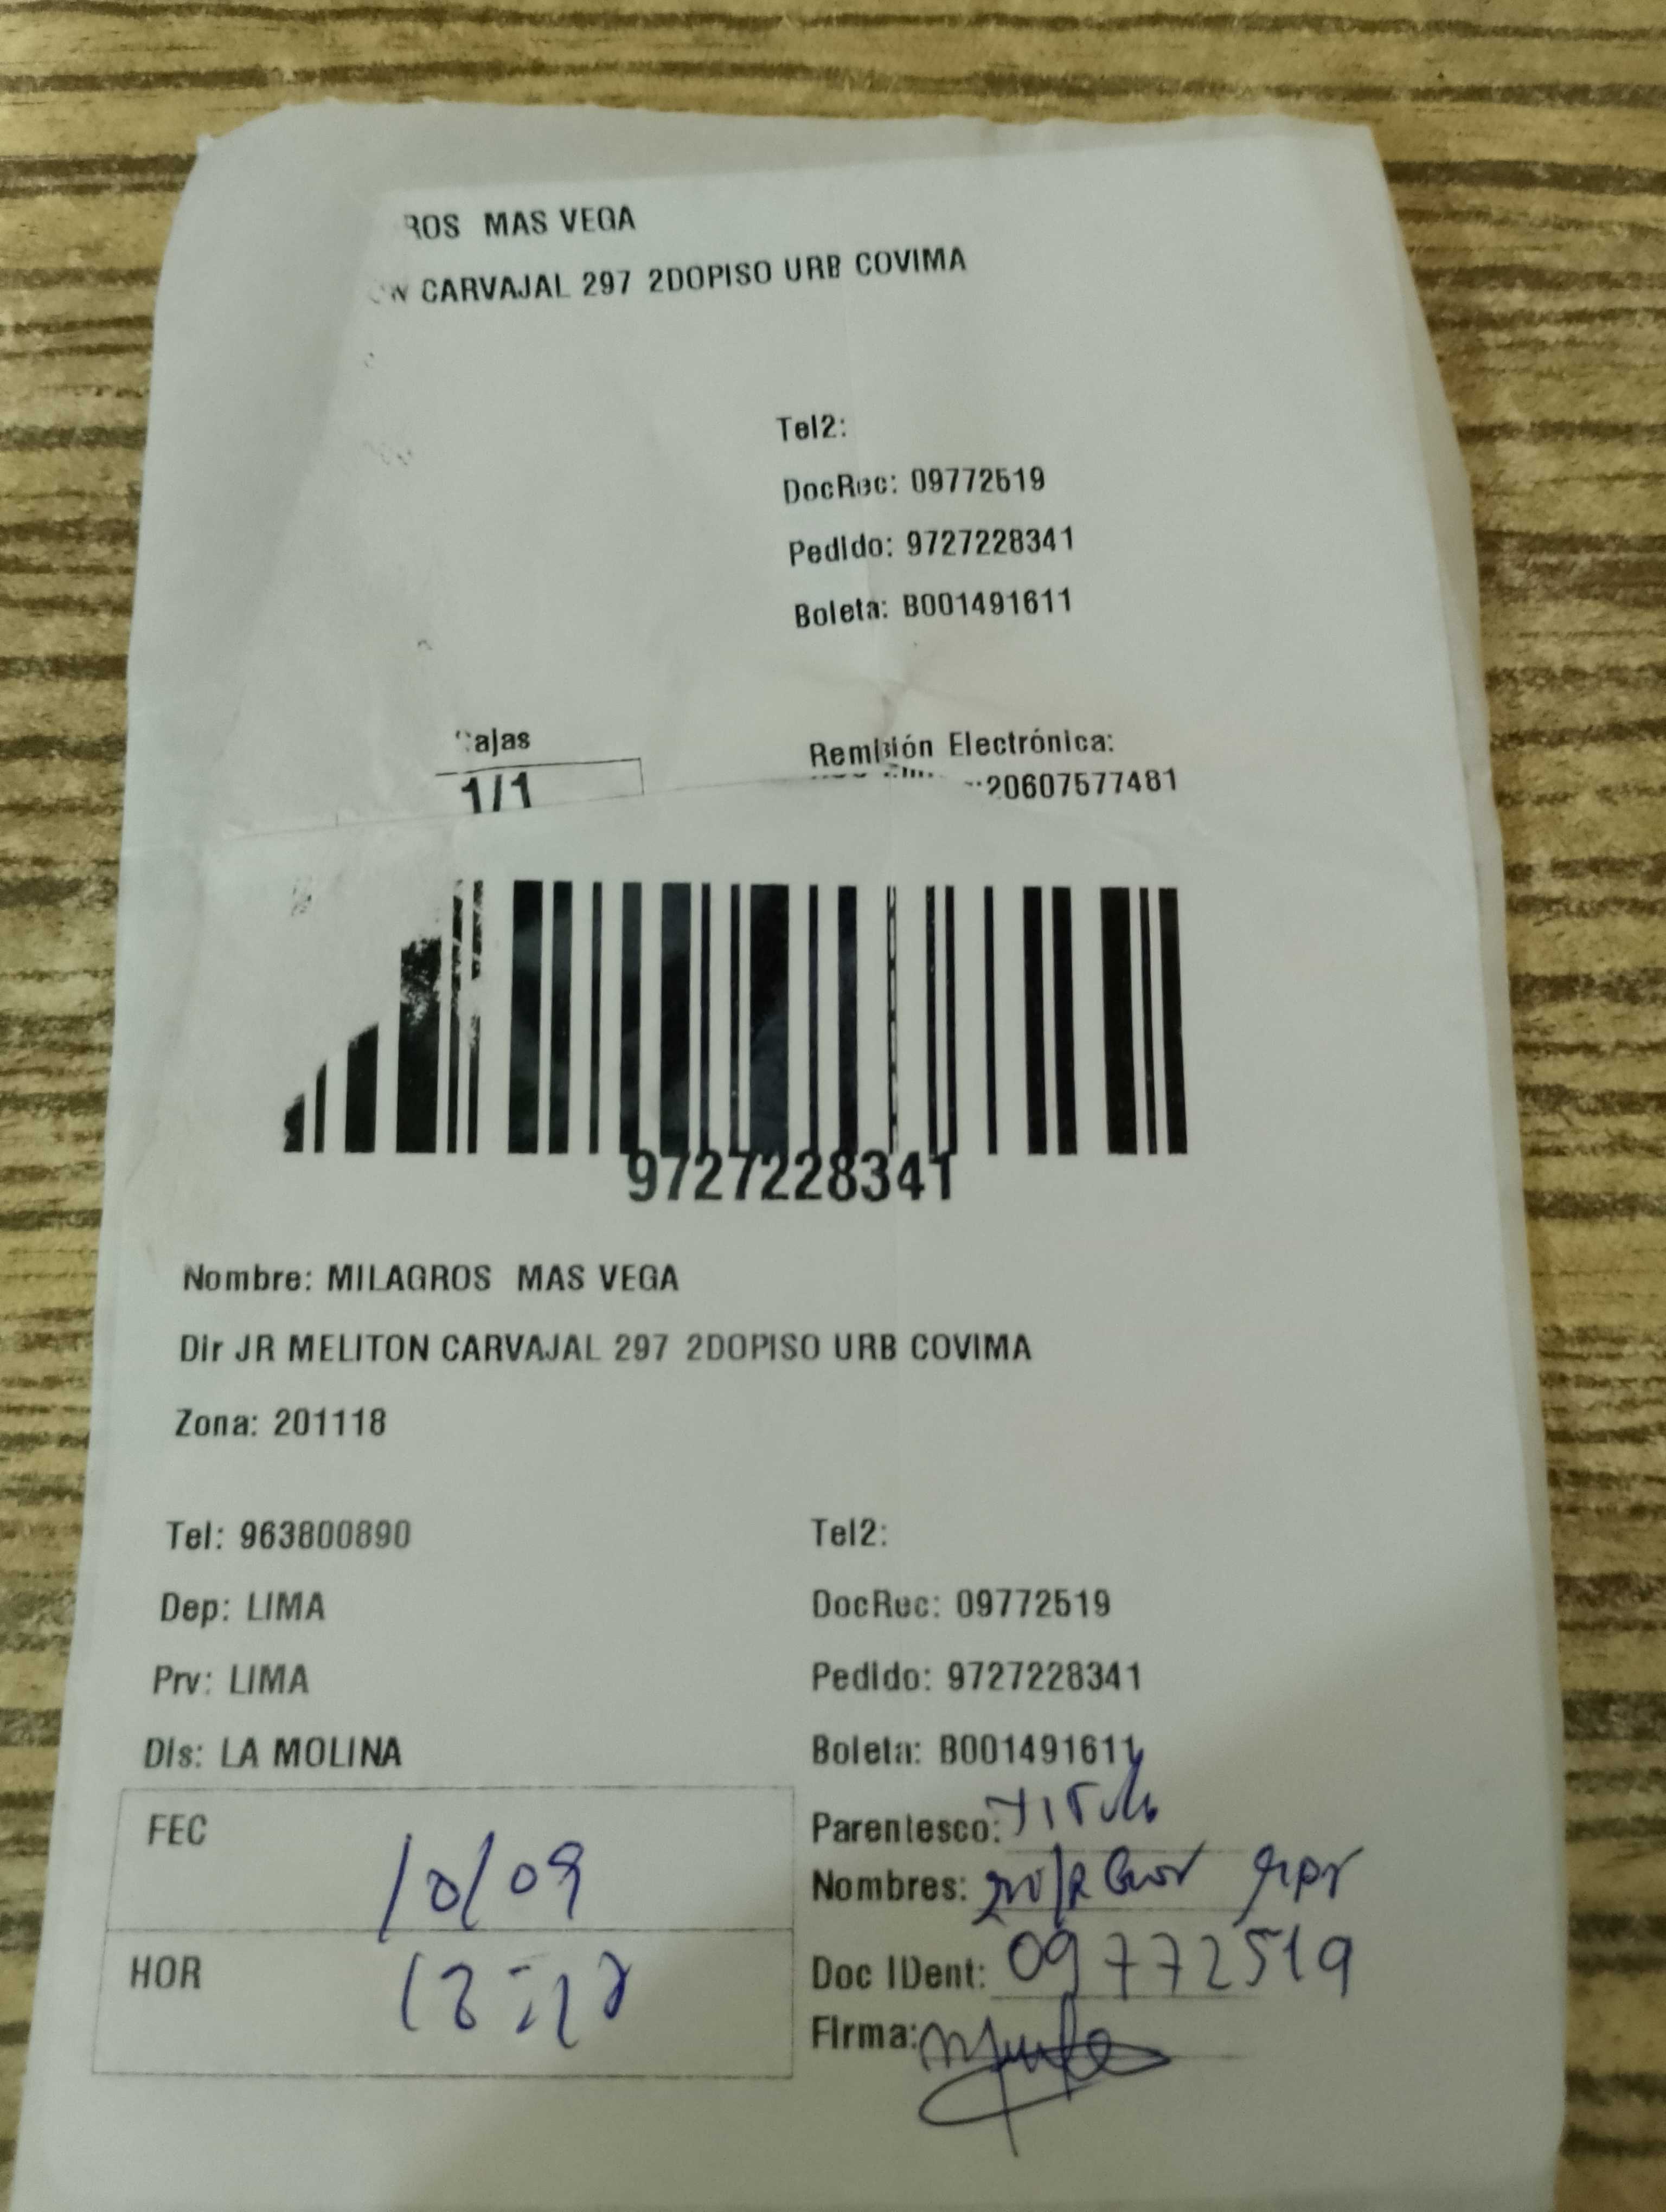 ROS MAS VEGA
CARVAJAL 297 2DOPISO URB COVIMA
Tel2:
DocRec: 09772519
Pedido: 9727228341
Boleta: B001491611
Cajas
1/1
Remisión Electrónica:
20607577481
9727228341
Nombre: MILAGROS MAS VEGA
Dir JR MELITON CARVAJAL 297 2DOPISO URB COVIMA
Zona: 201118
Tel: 963800890
Tel2:
Dep: LIMA
DocRec: 09772519
Prv: LIMA
Pedido: 9727228341
Dis: LA MOLINA
Boleta: B001491611
FEC 10/09
Parentesco:
Nombres:
HOR
Doc IDent: 09772519
Firma: